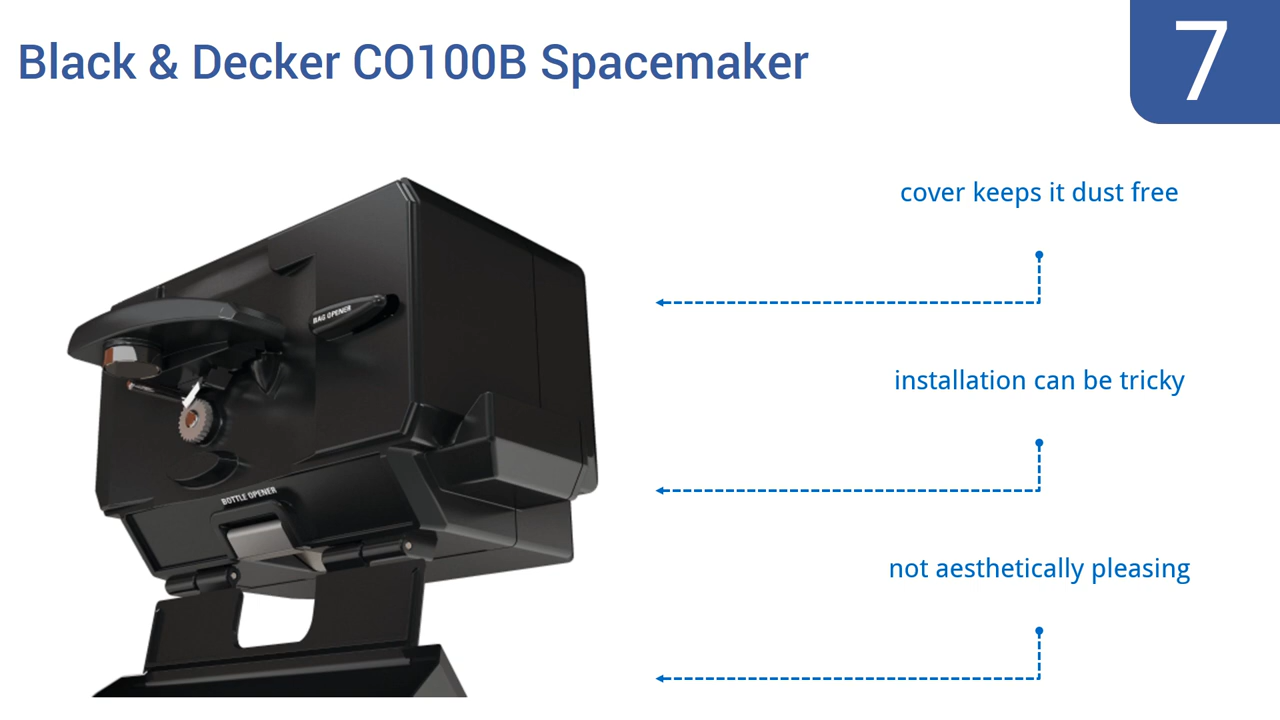 Black & Decker CO100B Spacemaker
7
cover keeps it dust free
BAG OPENER
installation can be tricky
BOTTLE OPENER
not aesthetically pleasing